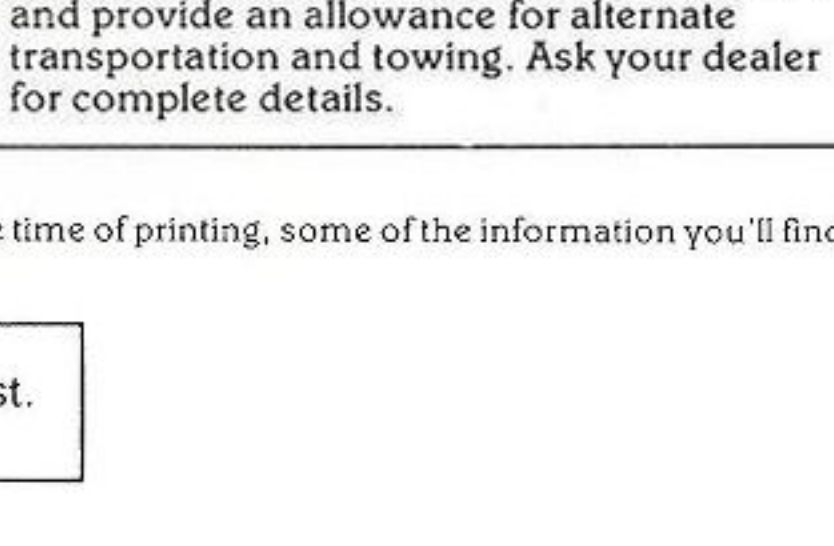 and provide an allowance for alternate
transportation and towing. Ask your dealer
for complete details.
time of printing, some of the information you'll find
st.